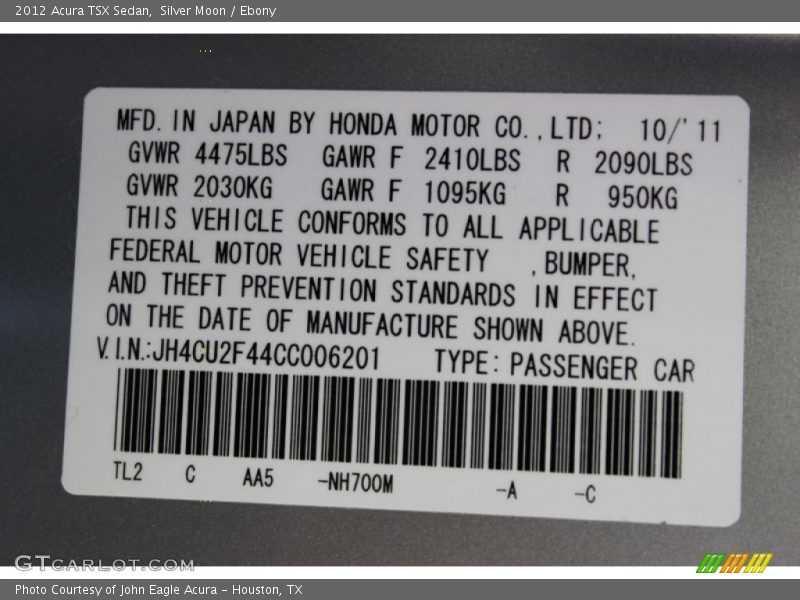 2012 Acura TSX Sedan, Silver Moon / Ebony
MFD. IN JAPAN BY HONDA MOTOR CO., LTD; 10/'11
GVWR 4475LBS GAWR F 2410LBS R 2090LBS
GVWR 2030KG GAWR F 1095KG R 950KG
THIS VEHICLE CONFORMS TO ALL APPLICABLE
FEDERAL MOTOR VEHICLE SAFETY , BUMPER,
AND THEFT PREVENTION STANDARDS IN EFFECT
ON THE DATE OF MANUFACTURE SHOWN ABOVE.
V.I.N.:JH4CU2F44CC006201 TYPE: PASSENGER CAR
TL2 C AA5 -NH700M -A -C
GTCARLOT.COM
Photo Courtesy of John Eagle Acura - Houston, TX